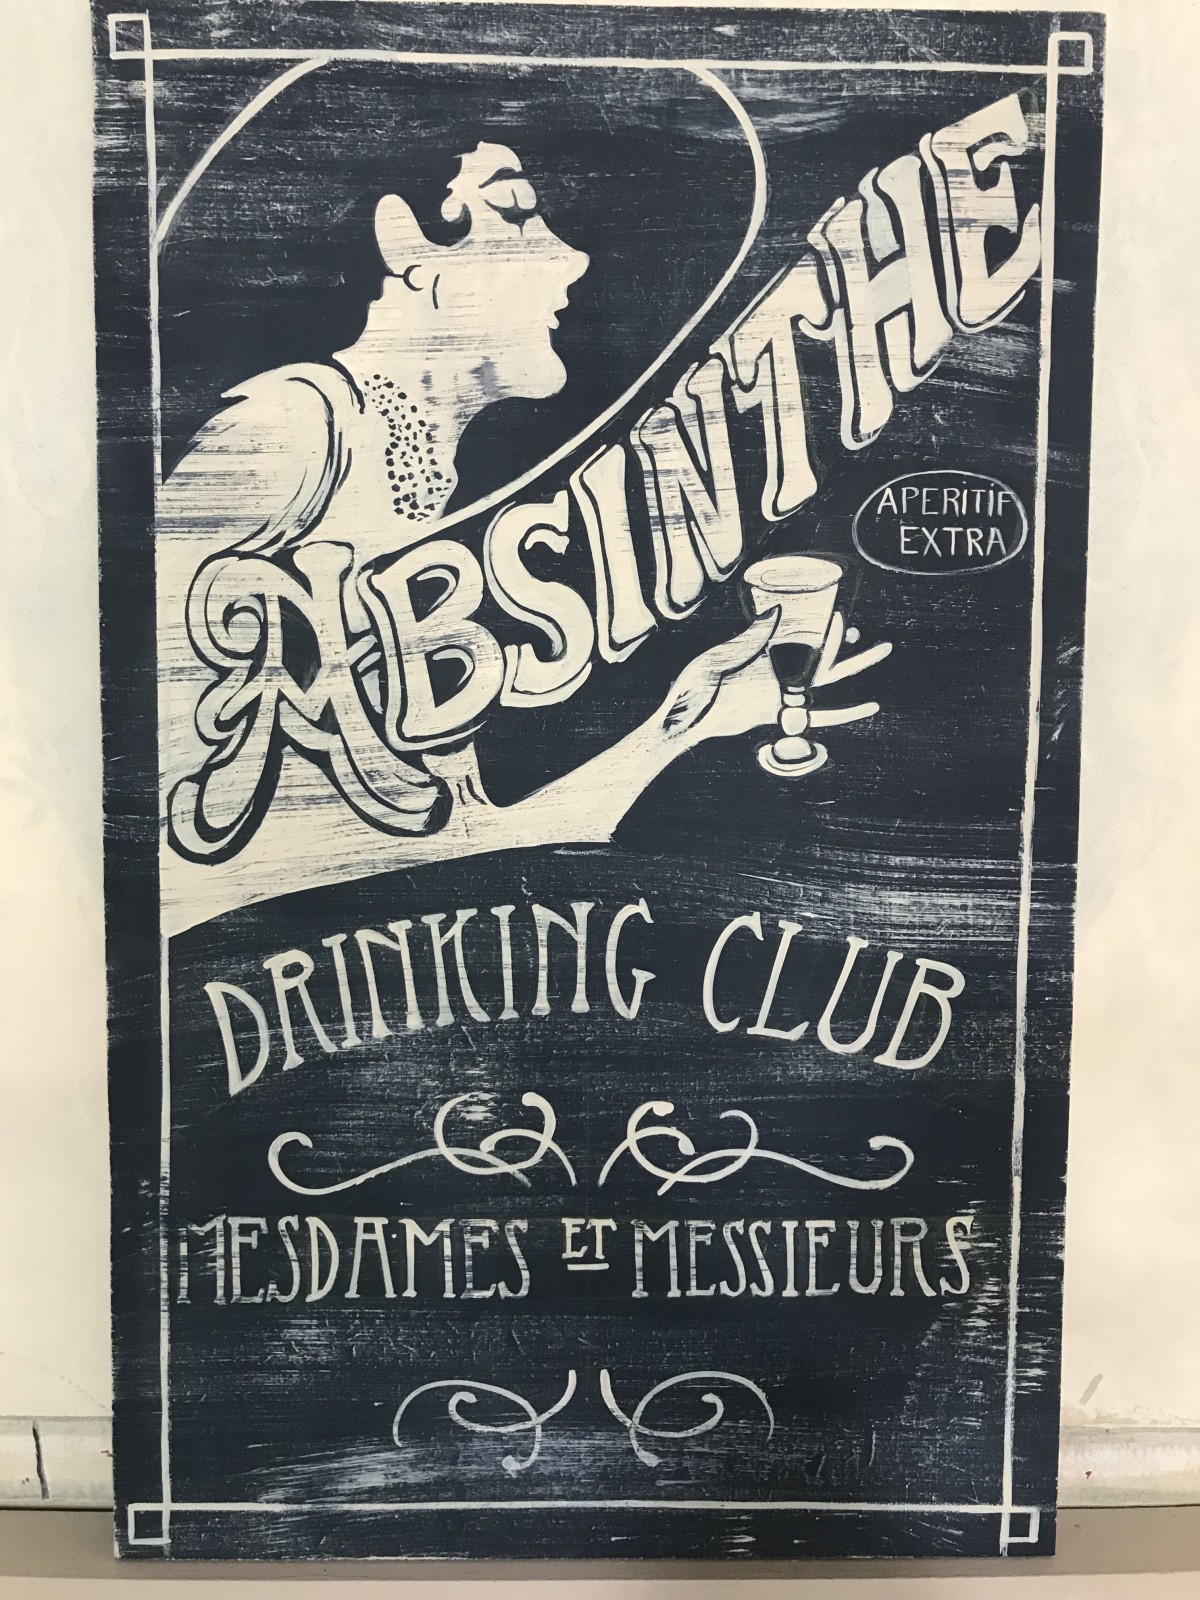 ABSINTHE
APERITIF
EXTRA
DRINKING CLUB
MESDAMES ET MESSIEURS